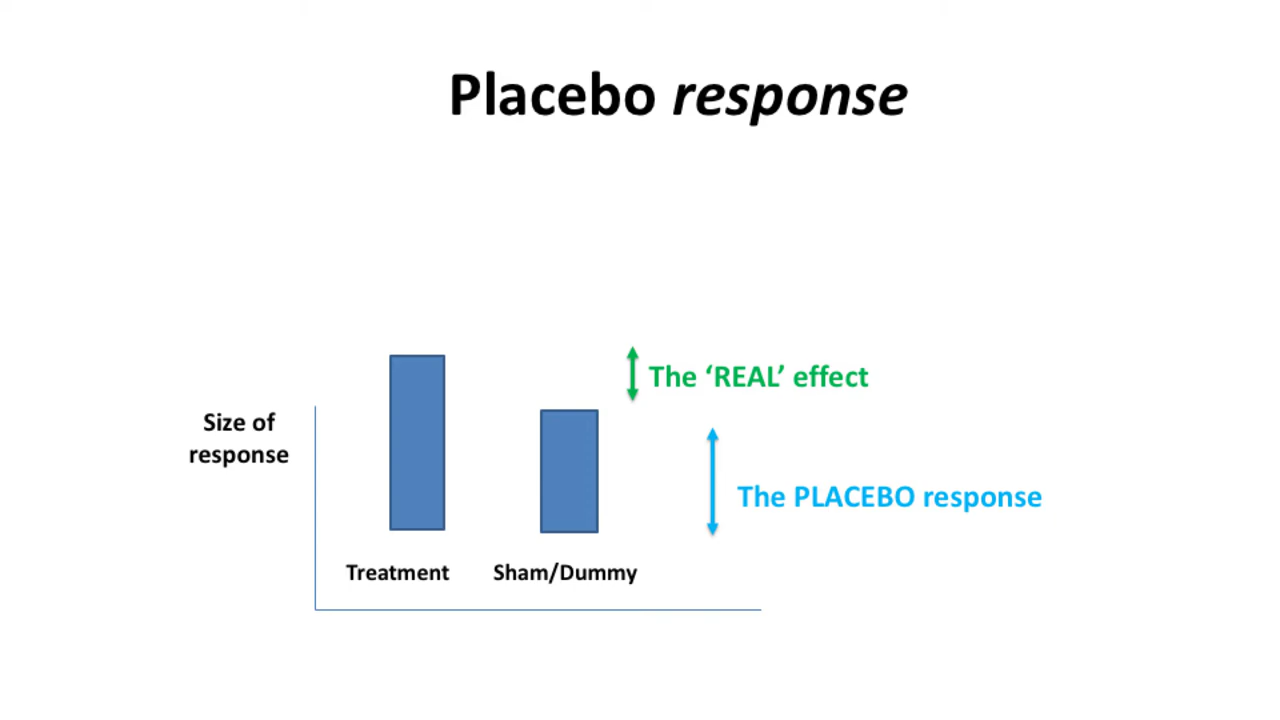 Placebo response
The ‘REAL’ effect
Size of
response
The PLACEBO response
Treatment
Sham/Dummy